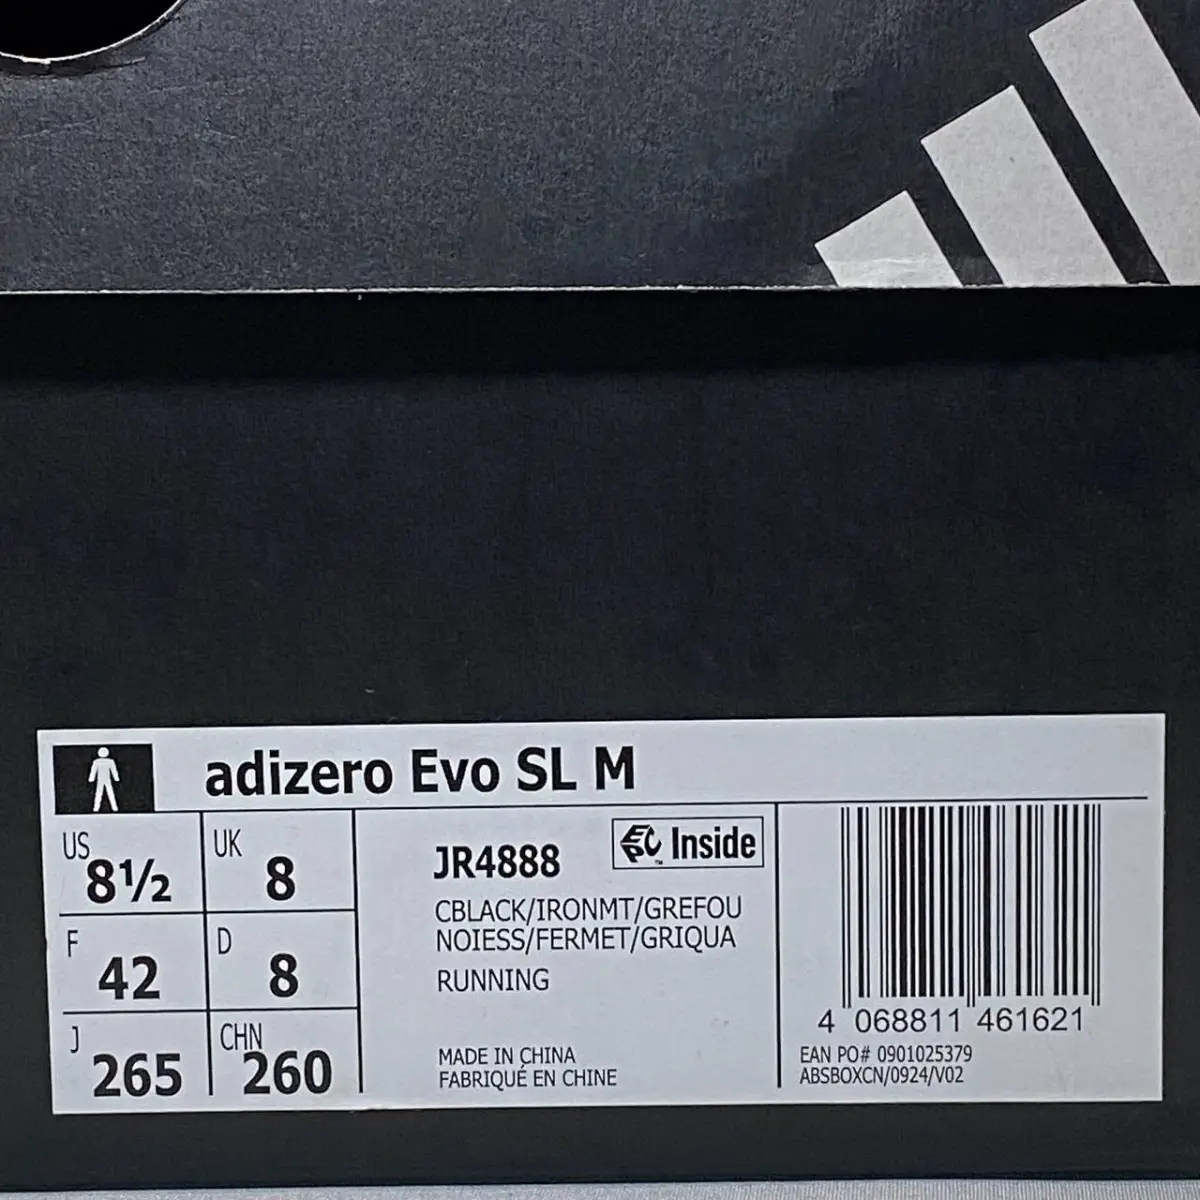 adizero Evo SL M
US 8½ UK 8
F 42 D 8
J 265 CHN 260
JR4888
EPC™ Inside
CBLACK/IRONMT/GREFOU
NOIESS/FERMET/GRIQUA
RUNNING
MADE IN CHINA
FABRIQUÉ EN CHINE
4 068811 461621
EAN PO# 0901025379
ABSBOXCN/0924/V02